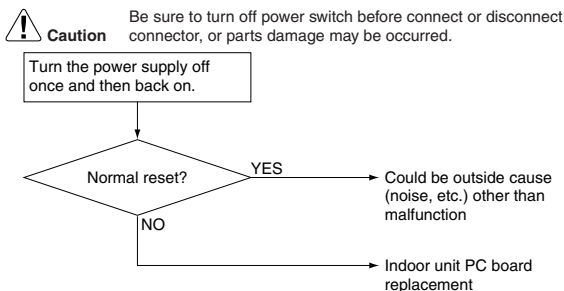 Caution
Be sure to turn off power switch before connect or disconnect
connector, or parts damage may be occurred.
Turn the power supply off
once and then back on.
Normal reset?
YES
Could be outside cause
(noise, etc.) other than
malfunction
NO
Indoor unit PC board
replacement